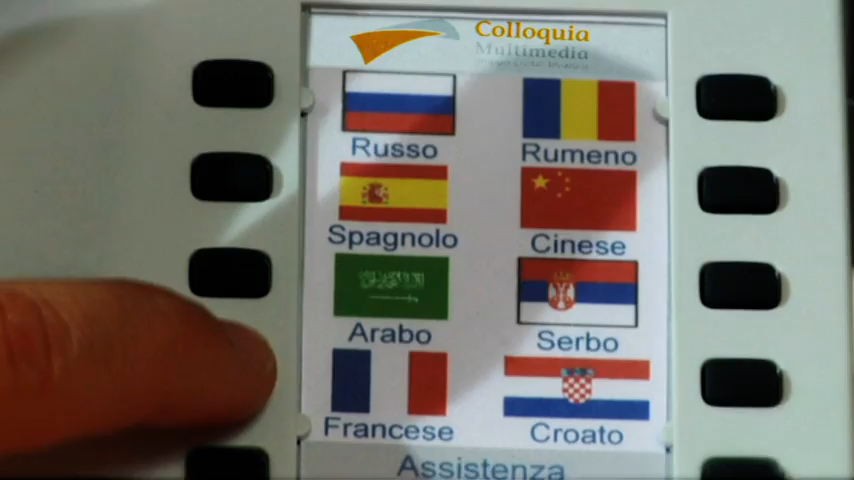 Colloquia
Multimedia
Russo
Rumeno
Spagnolo
Cinese
Arabo
Serbo
Francese
Croato
Assistenza